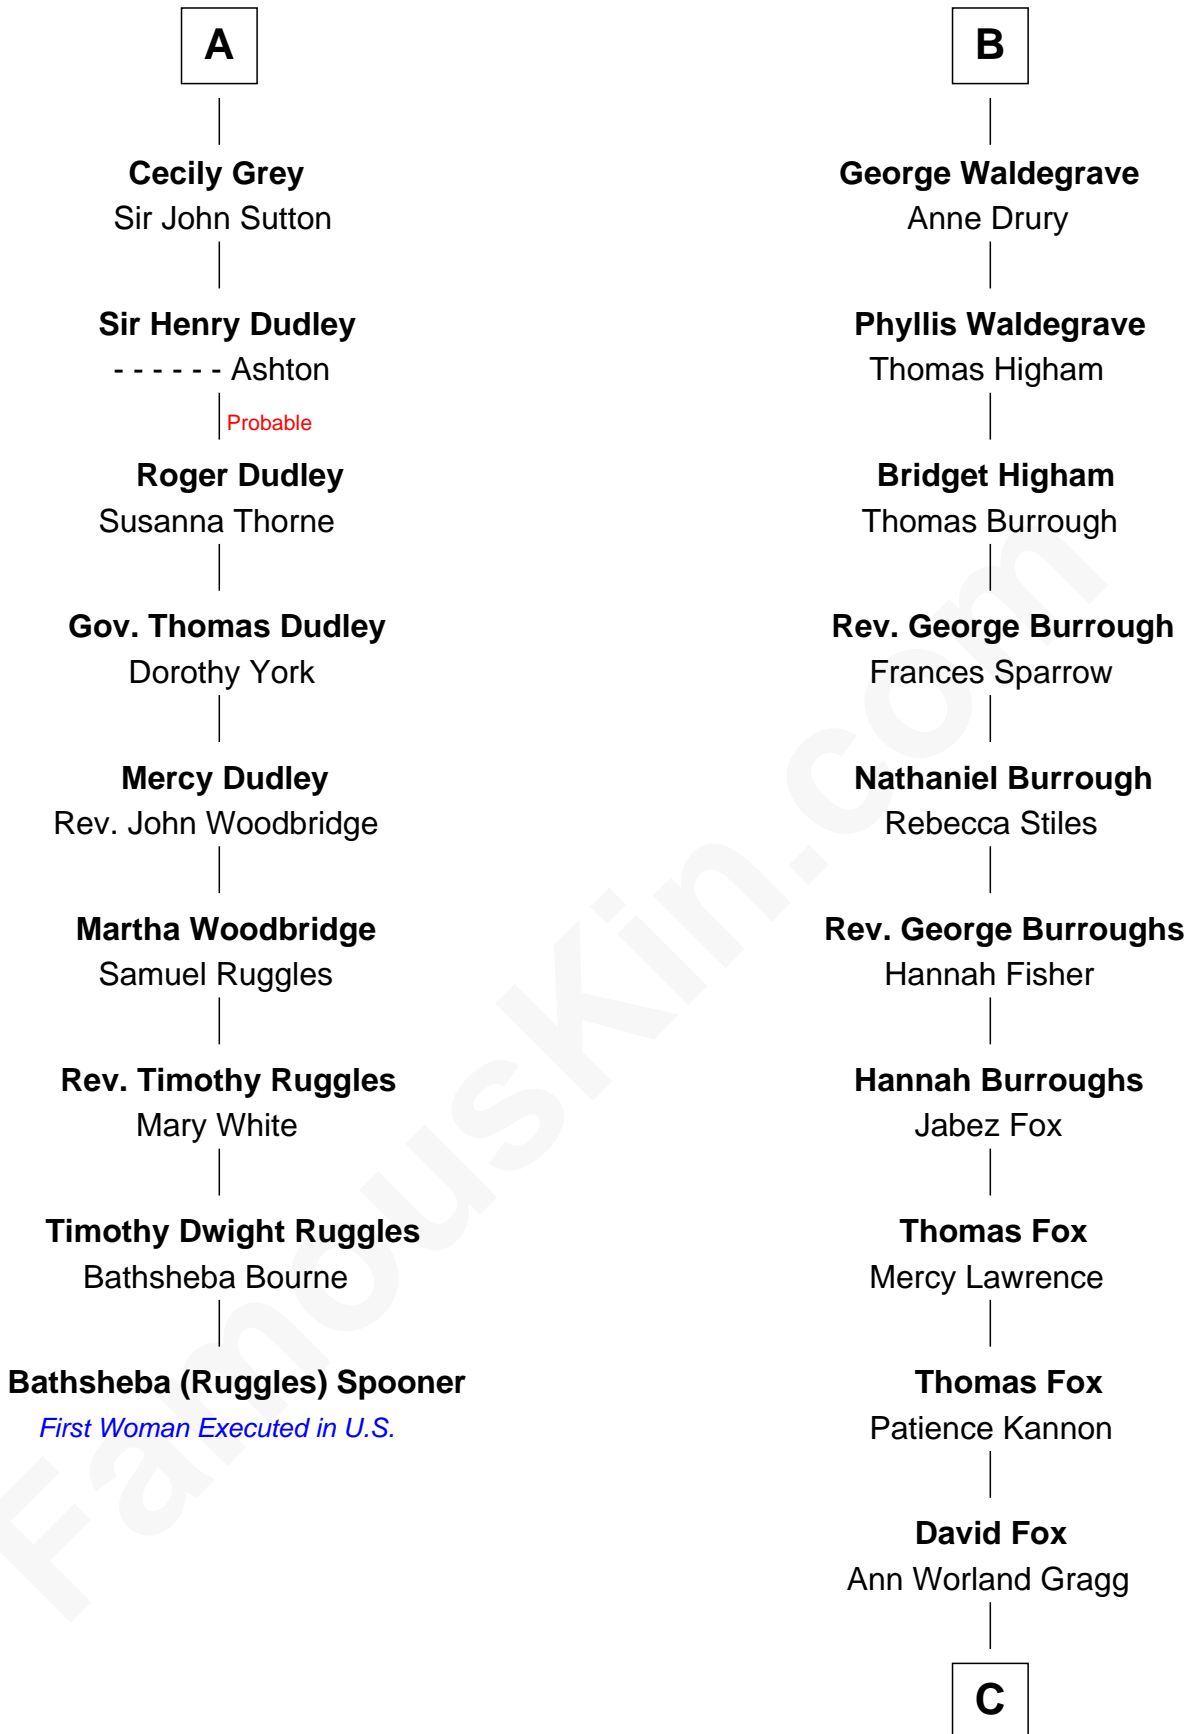 A
Cecily Grey
Sir John Sutton
Sir Henry Dudley
- - - - - - Ashton
Probable
Roger Dudley
Susanna Thorne
Gov. Thomas Dudley
Dorothy York
Mercy Dudley
Rev. John Woodbridge
Martha Woodbridge
Samuel Ruggles
Rev. Timothy Ruggles
Mary White
Timothy Dwight Ruggles
Bathsheba Bourne
Bathsheba (Ruggles) Spooner
First Woman Executed in U.S.
B
George Waldegrave
Anne Drury
Phyllis Waldegrave
Thomas Higham
Bridget Higham
Thomas Burrough
Rev. George Burrough
Frances Sparrow
Nathaniel Burrough
Rebecca Stiles
Rev. George Burroughs
Hannah Fisher
Hannah Burroughs
Jabez Fox
Thomas Fox
Mercy Lawrence
Thomas Fox
Patience Kannon
David Fox
Ann Worland Gragg
C
FamousKin.com